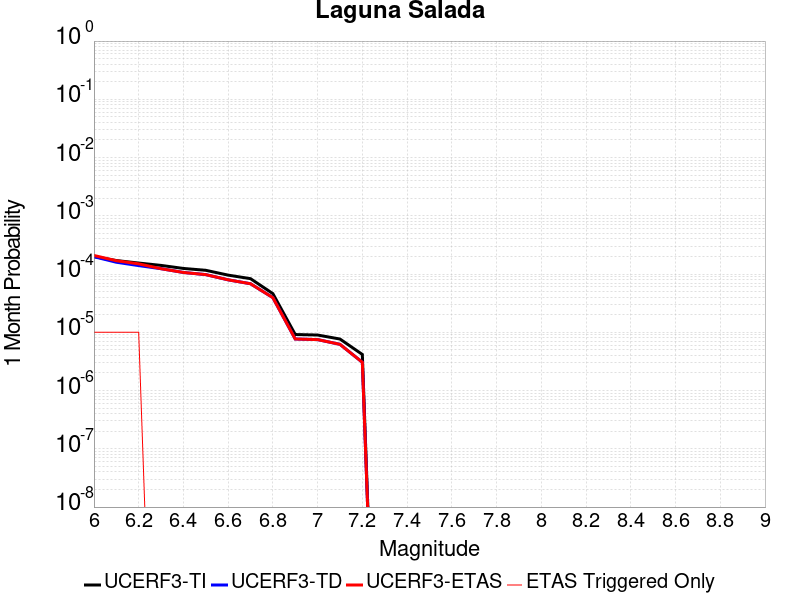 Laguna Salada
10^0
10^-1
10^-2
10^-3
10^-4
10^-5
10^-6
10^-7
10^-8
1 Month Probability
6 6.2 6.4 6.6 6.8 7 7.2 7.4 7.6 7.8 8 8.2 8.4 8.6 8.8 9
Magnitude
UCERF3-TI UCERF3-TD UCERF3-ETAS ETAS Triggered Only